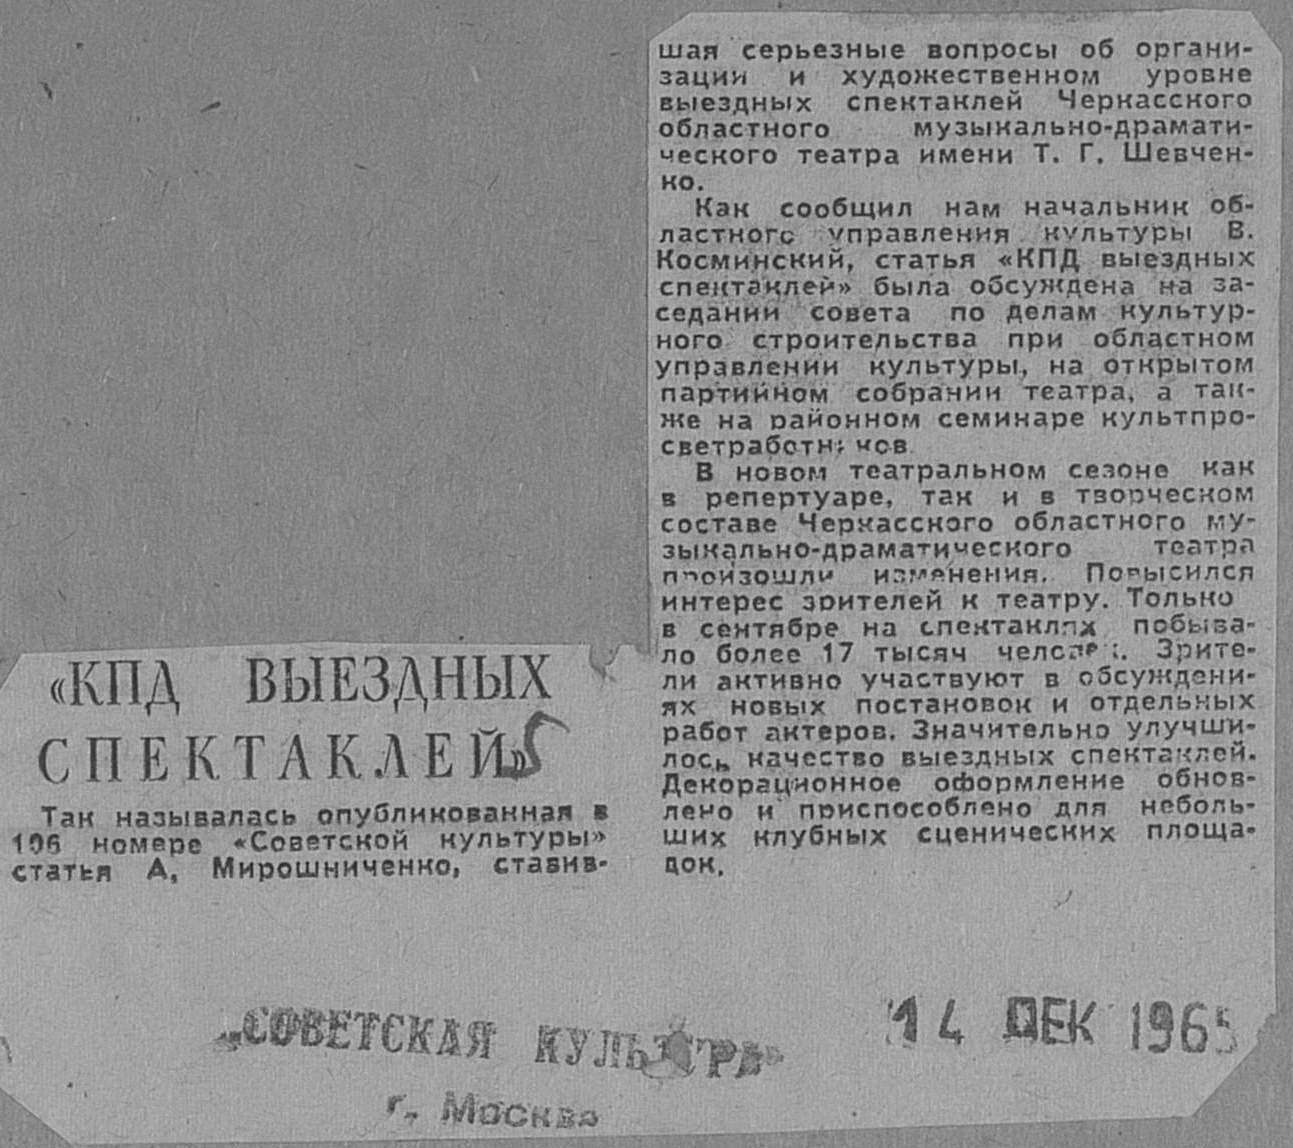 «КПД ВЫЕЗДНЫХ
СПЕКТАКЛЕЙ»
Так называлась опубликованная в
106 номере «Советской культуры»
статья А. Мирошниченко, ставив-
шая серьезные вопросы об органи-
зации и художественном уровне
выездных спектаклей Черкасского
областного музыкально-драмати-
ческого театра имени Т. Г. Шевчен-
ко.
Как сообщил нам начальник об-
ластного управления культуры В.
Косминский, статья «КПД выездных
спектаклей» была обсуждена на за-
седании совета по делам культур-
ного строительства при областном
управлении культуры, на открытом
партийном собрании театра, а так-
же на районном семинаре культпро-
светработников.
В новом театральном сезоне как
в репертуаре, так и в творческом
составе Черкасского областного му-
зыкально-драматического театра
произошли изменения. Повысился
интерес зрителей к театру. Только
в сентябре на спектаклях побыва-
ло более 17 тысяч человек. Зрите-
ли активно участвуют в обсуждени-
ях новых постановок и отдельных
работ актеров. Значительно улучши-
лось качество выездных спектаклей.
Декорационное оформление обнов-
лено и приспособлено для неболь-
ших клубных сценических площа-
док.
„СОВЕТСКАЯ КУЛЬТУРА"
г. Москва
14 ДЕК 1965